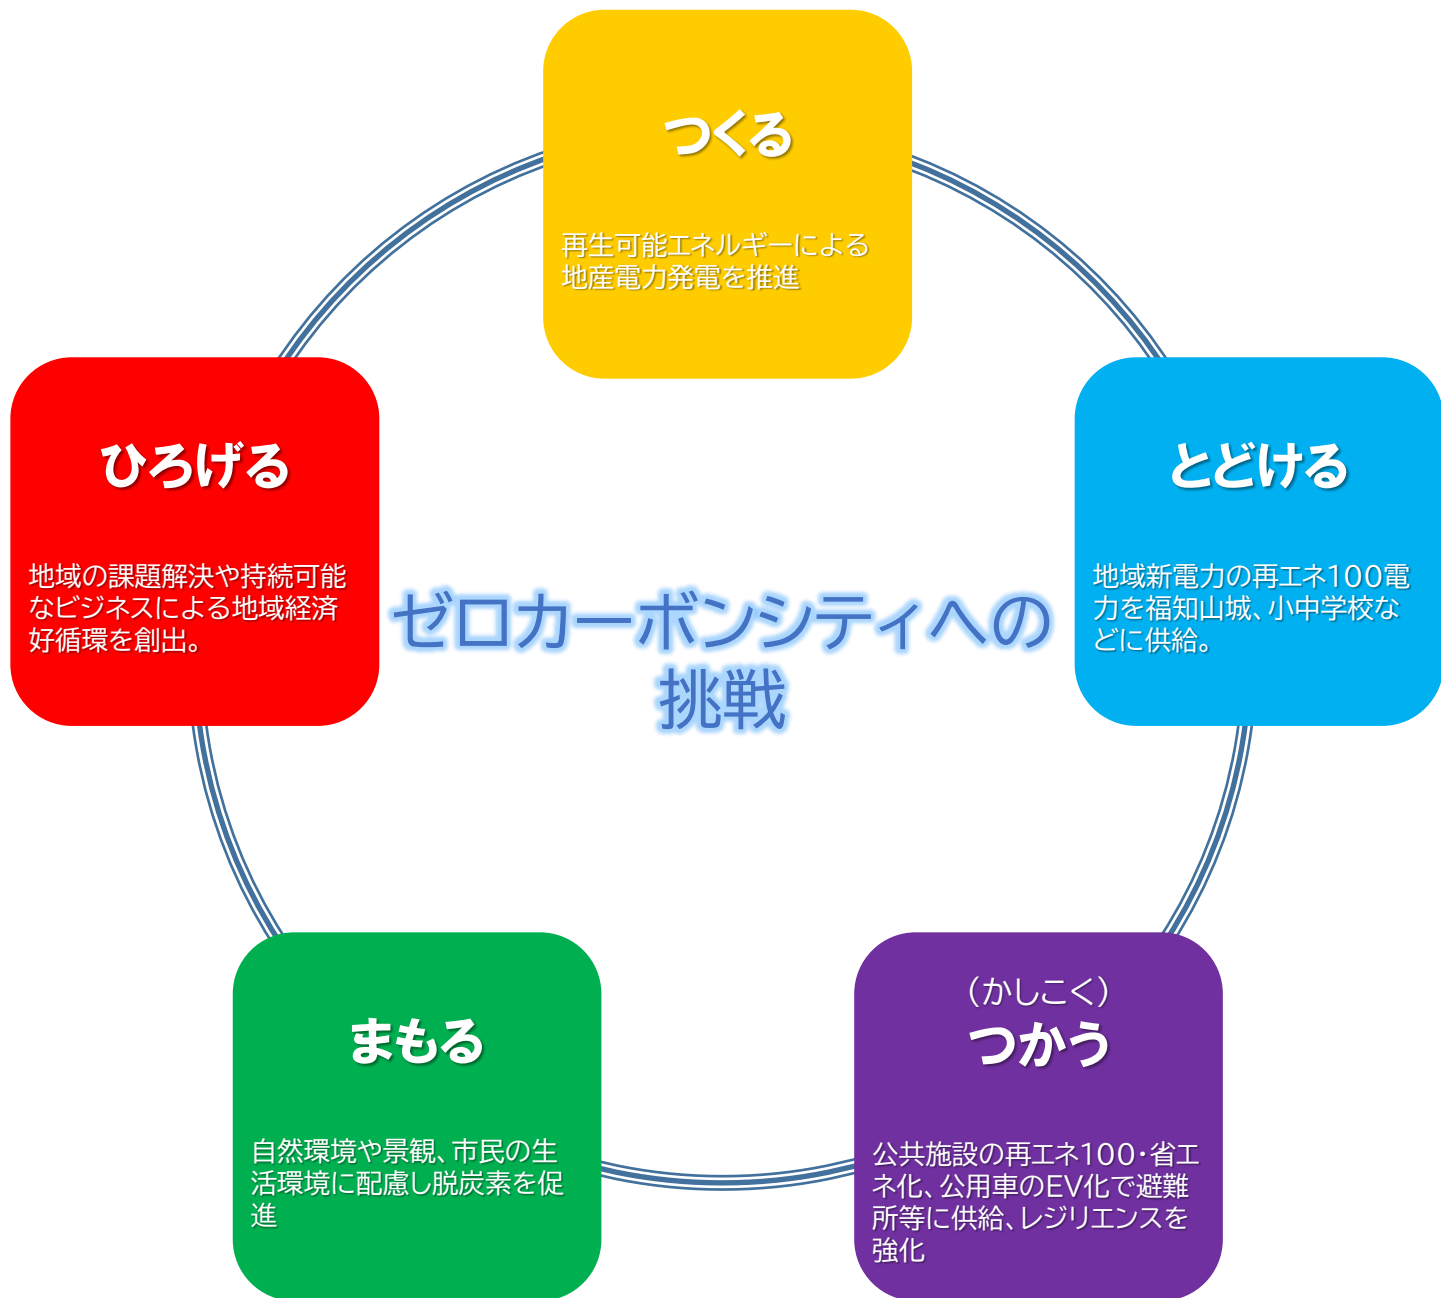 つくる
再生可能エネルギーによる
地産電力発電を推進
とどける
地域新電力の再エネ100電
力を福知山城、小中学校な
どに供給。
（かしこく）
つかう
公共施設の再エネ100・省エ
ネ化、公用車のEV化で避難
所等に供給、レジリエンスを
強化
まもる
自然環境や景観、市民の生
活環境に配慮し脱炭素を促
進
ひろげる
地域の課題解決や持続可能
なビジネスによる地域経済
好循環を創出。
ゼロカーボンシティへの
挑戦